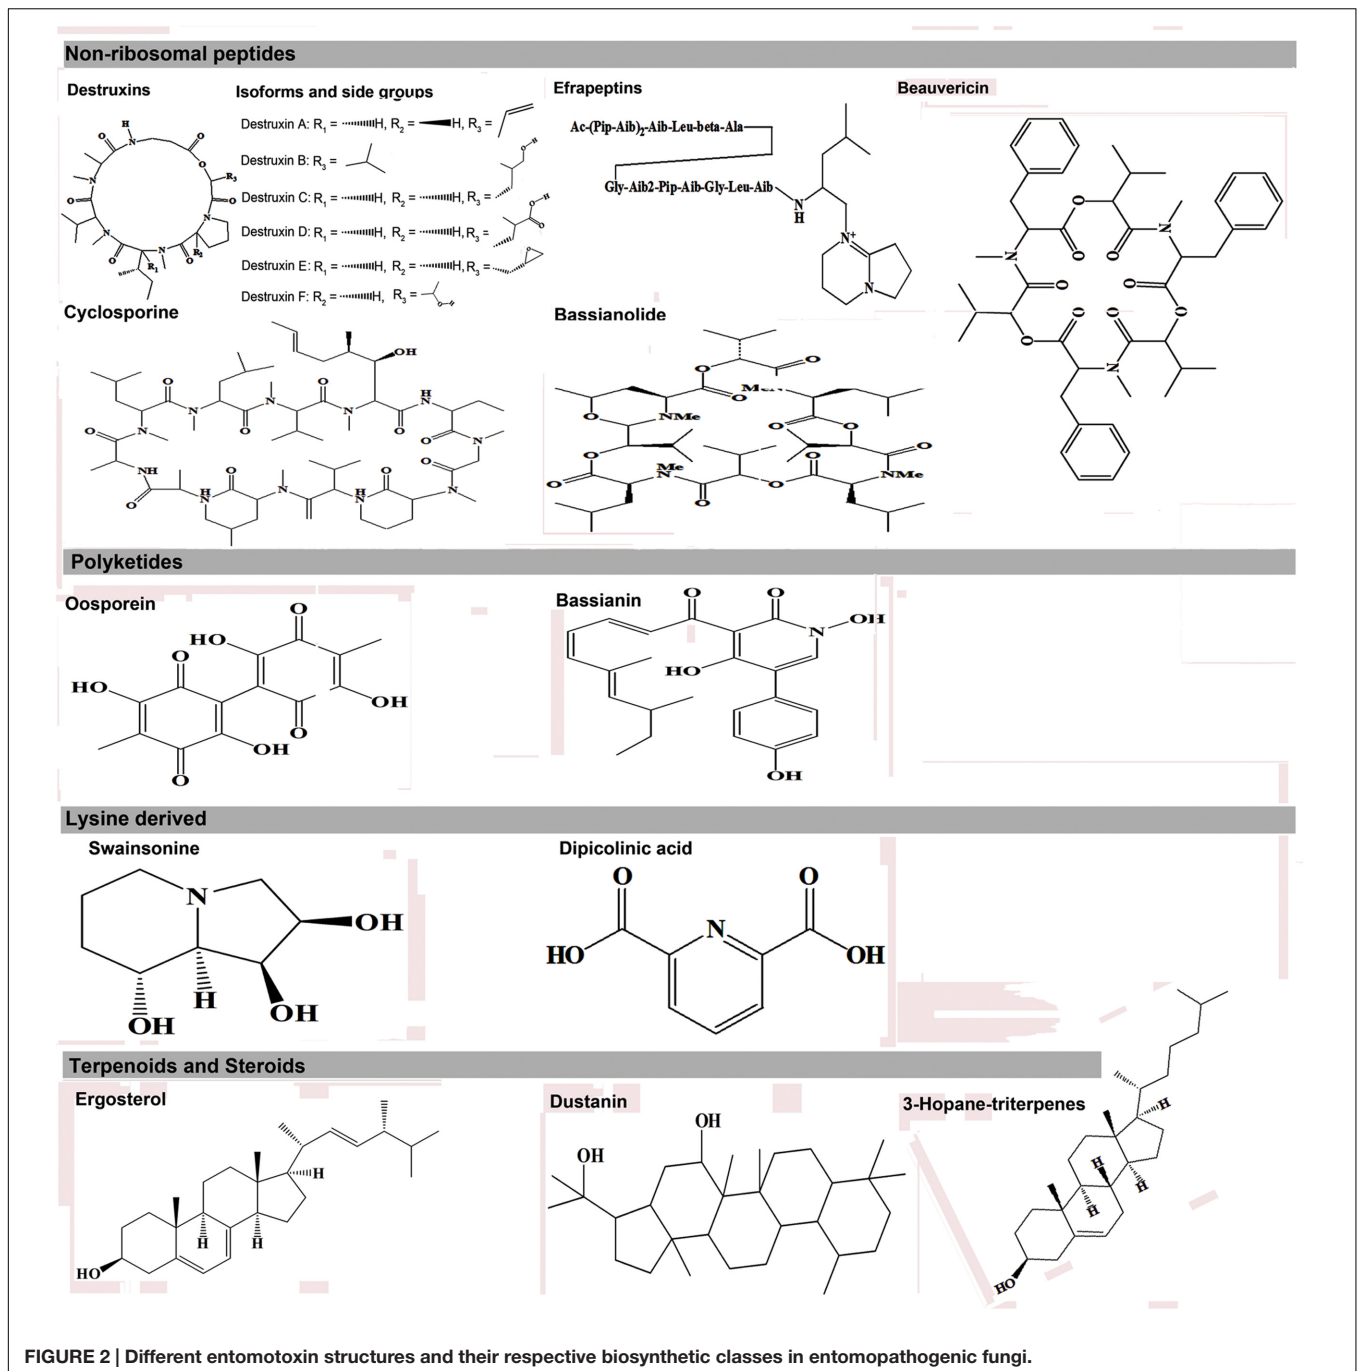 Non-ribosomal peptides
Destruxins
Isoforms and side groups
Destruxin A: R1 = H, R2 = H, R3 =
Destruxin B: R3 =
Destruxin C: R1 = H, R2 = H, R3 =
Destruxin D: R1 = H, R2 = H, R3 =
Destruxin E: R1 = H, R2 = H, R3 =
Destruxin F: R2 = H, R3 =
Efrapeptins
Ac-(Pip-Aib)2-Aib-Leu-beta-Ala
Gly-Aib2-Pip-Aib-Gly-Leu-Aib
Beauvericin
Cyclosporine
Bassianolide
Polyketides
Oosporein
Bassianin
Lysine derived
Swainsonine
Dipicolinic acid
Terpenoids and Steroids
Ergosterol
Dustanin
3-Hopane-triterpenes
FIGURE 2 | Different entomotoxin structures and their respective biosynthetic classes in entomopathogenic fungi.